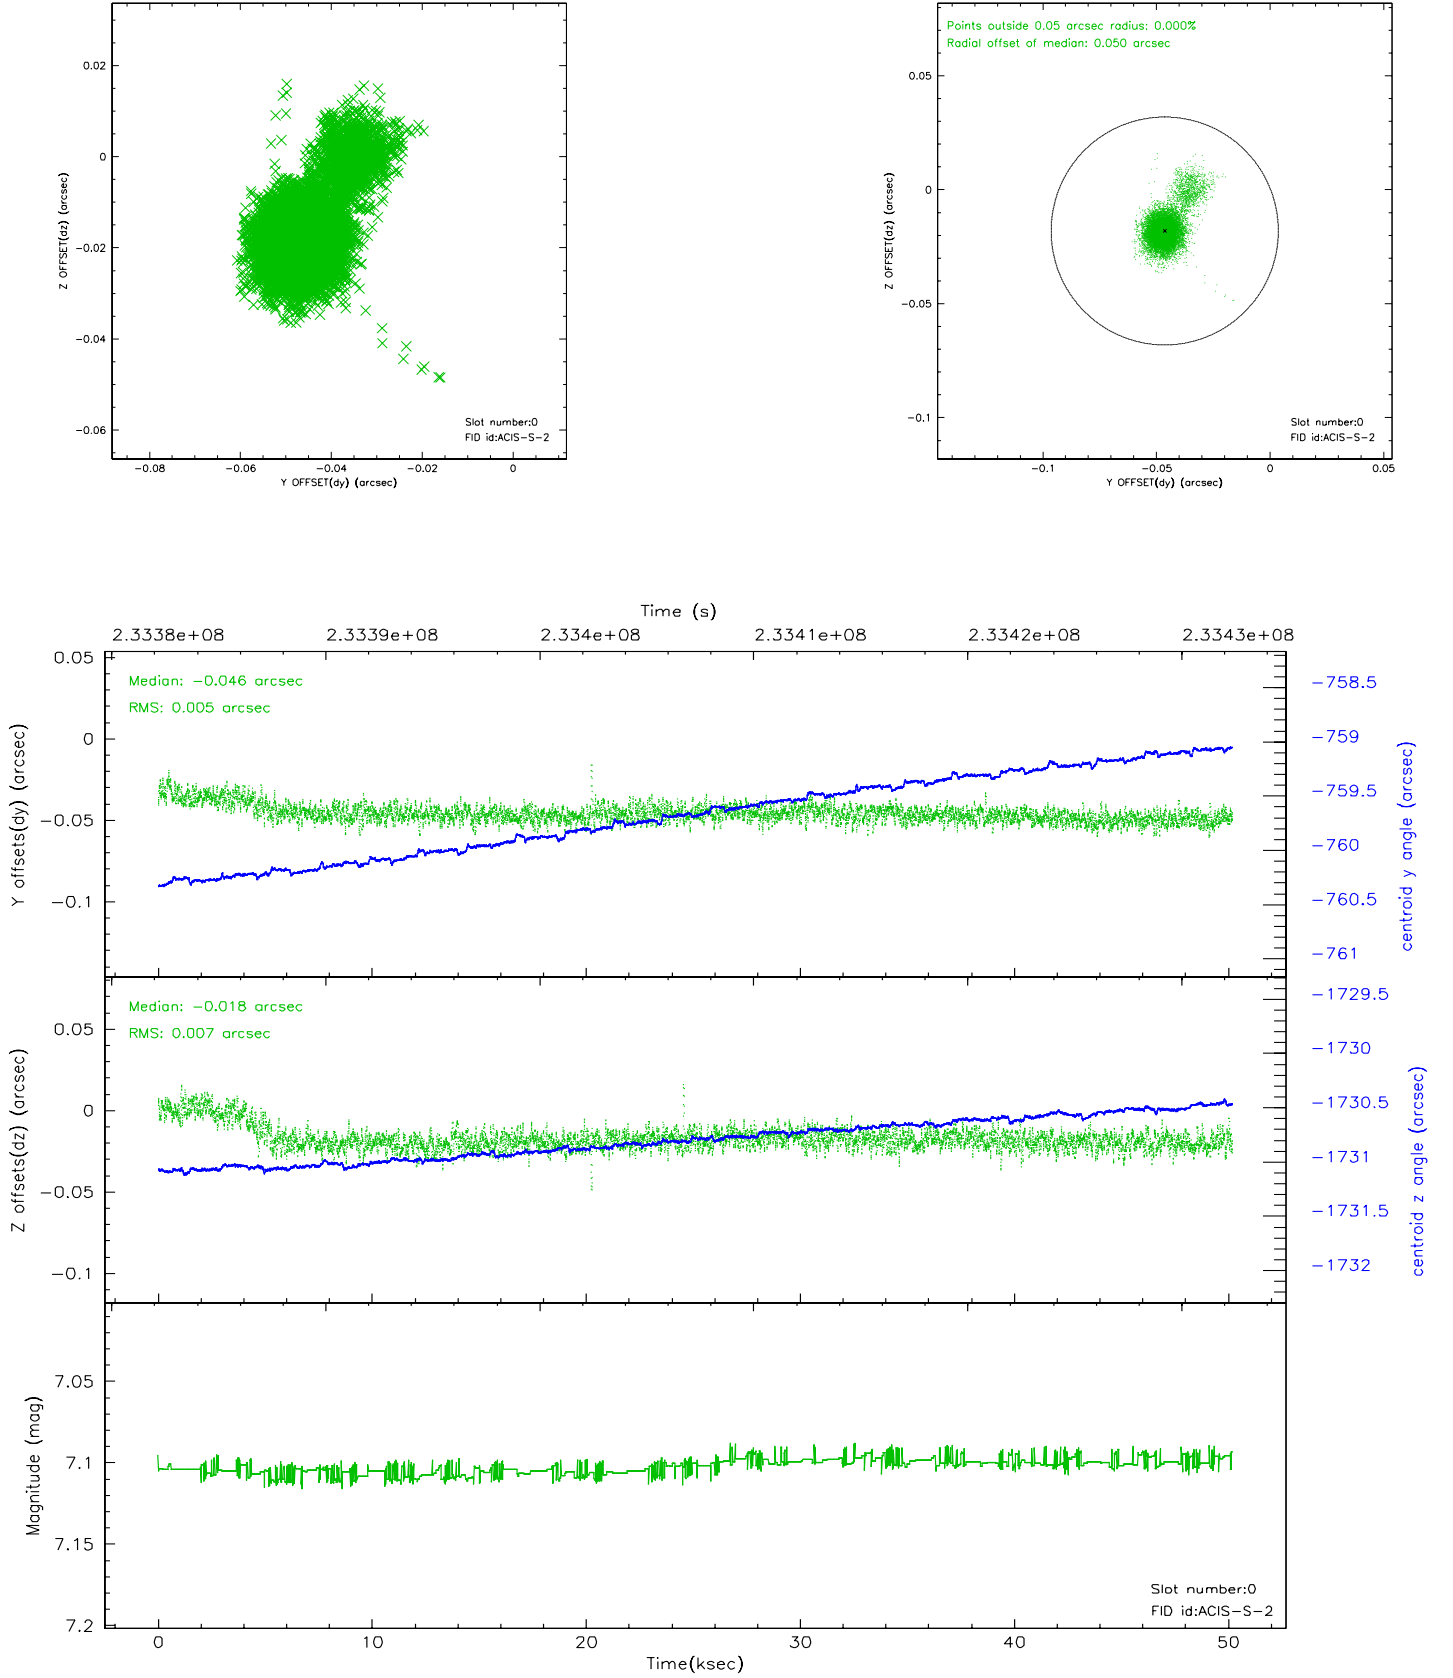 0.02
0
-0.02
-0.04
-0.06
Z OFFSET(dz) (arcsec)
Slot number:0
FID id:ACIS-S-2
-0.08 -0.06 -0.04 -0.02 0
Y OFFSET(dy) (arcsec)
Points outside 0.05 arcsec radius: 0.000%
Radial offset of median: 0.050 arcsec
0.05
0
-0.05
-0.1
Z OFFSET(dz) (arcsec)
Slot number:0
FID id:ACIS-S-2
-0.1 -0.05 0 0.05
Y OFFSET(dy) (arcsec)
Time (s)
2.3338e+08 2.3339e+08 2.334e+08 2.3341e+08 2.3342e+08 2.3343e+08
Median: -0.046 arcsec
RMS: 0.005 arcsec
0.05
0
-0.05
-0.1
Y offsets(dy) (arcsec)
-758.5
-759
-759.5
-760
-760.5
-761
centroid y angle (arcsec)
Median: -0.018 arcsec
RMS: 0.007 arcsec
0.05
0
-0.05
-0.1
Z offsets(dz) (arcsec)
-1729.5
-1730
-1730.5
-1731
-1731.5
-1732
centroid z angle (arcsec)
7.05
7.1
7.15
7.2
Magnitude (mag)
Slot number:0
FID id:ACIS-S-2
0 10 20 30 40 50
Time(ksec)